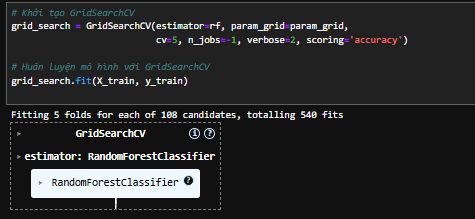 # Khởi tạo GridSearchCV
grid_search = GridSearchCV(estimator=rf, param_grid=param_grid,
cv=5, n_jobs=-1, verbose=2, scoring='accuracy')
# Huấn luyện mô hình với GridSearchCV
grid_search.fit(X_train, y_train)
Fitting 5 folds for each of 108 candidates, totalling 540 fits
▸ GridSearchCV i ?
▸ estimator: RandomForestClassifier
▸ RandomForestClassifier ?